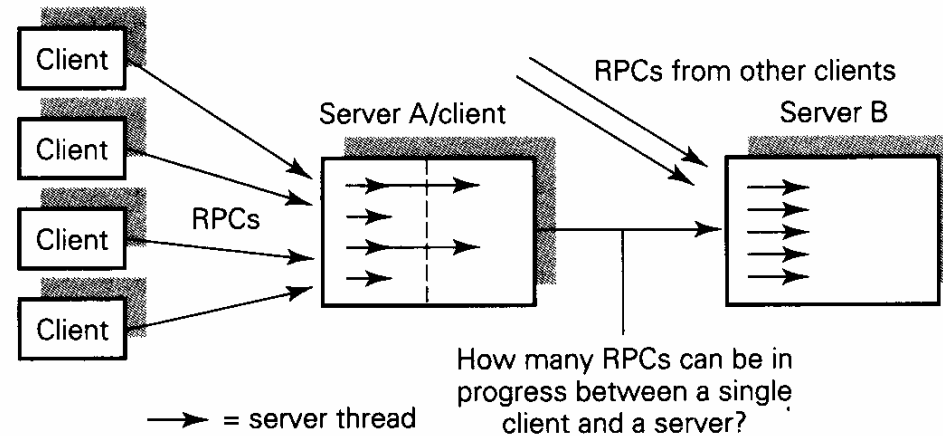 Client
Client
Client
Client
RPCs
Server A/client
RPCs from other clients
Server B
How many RPCs can be in
progress between a single
client and a server?
= server thread